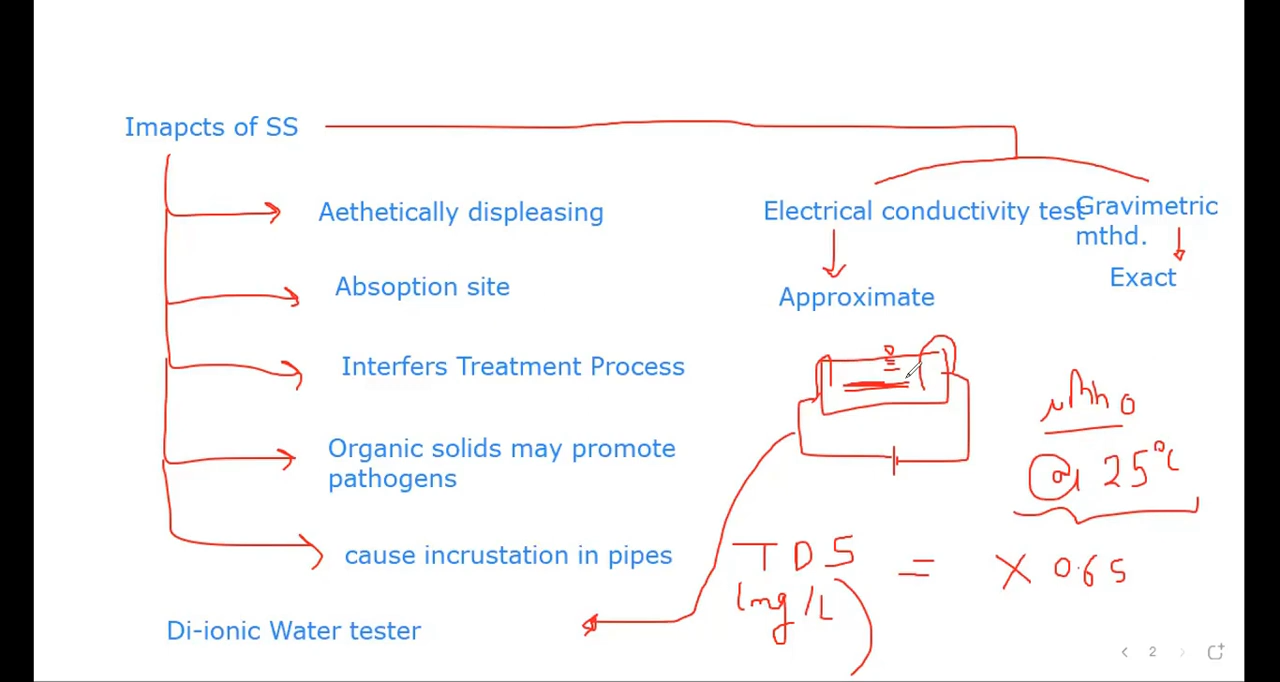 Imapcts of SS
Aethetically displeasing
Absoption site
Interfers Treatment Process
Organic solids may promote
pathogens
cause incrustation in pipes
Di-ionic Water tester
Electrical conductivity test
Approximate
Gravimetric
mthd.
Exact
μmho
@ 25°C
TDS = X 0.65
(mg/L)
2